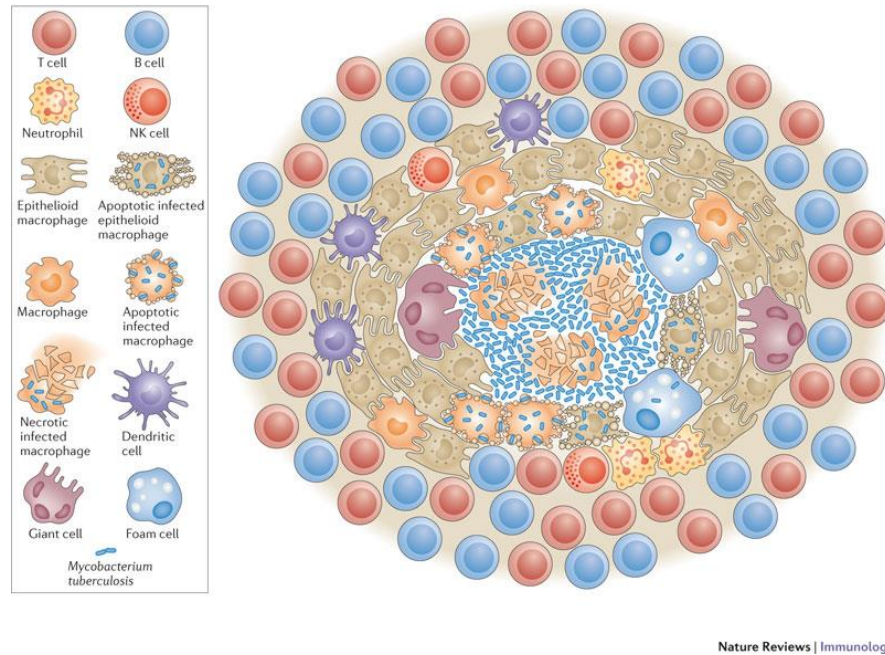 T cell
B cell
Neutrophil
NK cell
Epithelioid
macrophage
Apoptotic infected
epithelioid
macrophage
Macrophage
Apoptotic
infected
macrophage
Necrotic
infected
macrophage
Dendritic
cell
Giant cell
Foam cell
Mycobacterium
tuberculosis
Nature Reviews | Immunolog